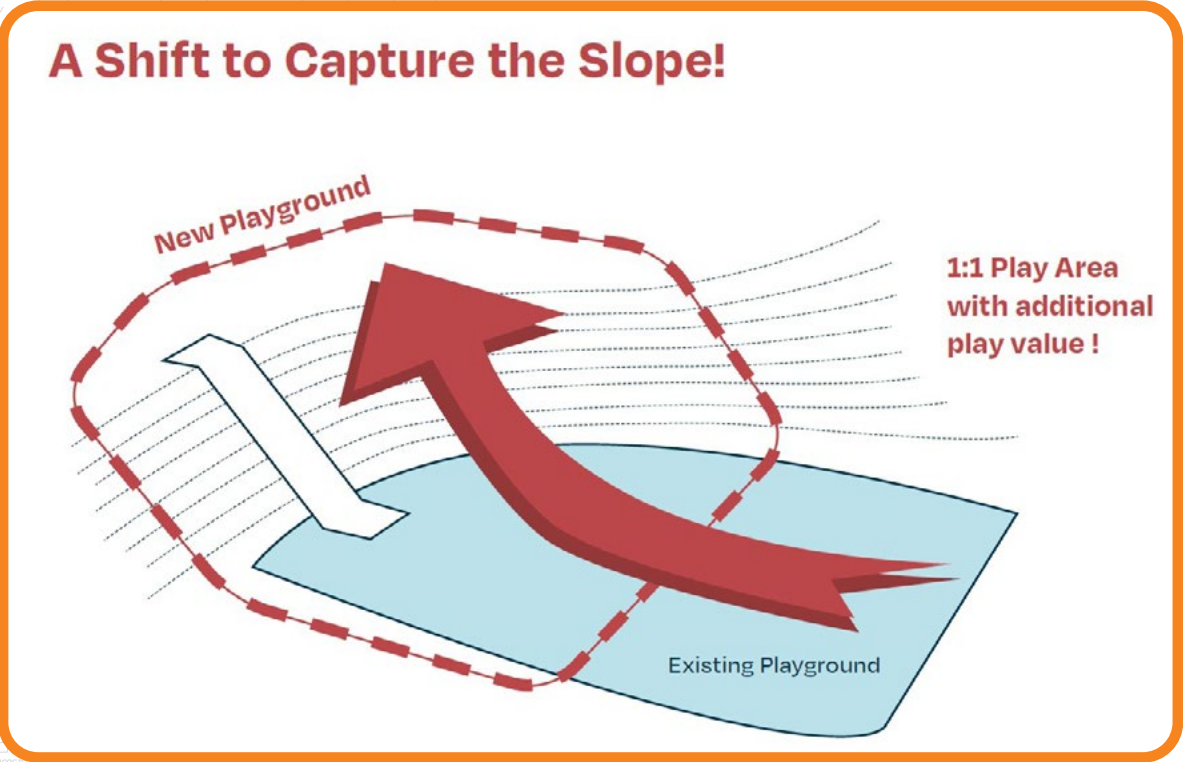 A Shift to Capture the Slope!
New Playground
1:1 Play Area
with additional
play value !
Existing Playground